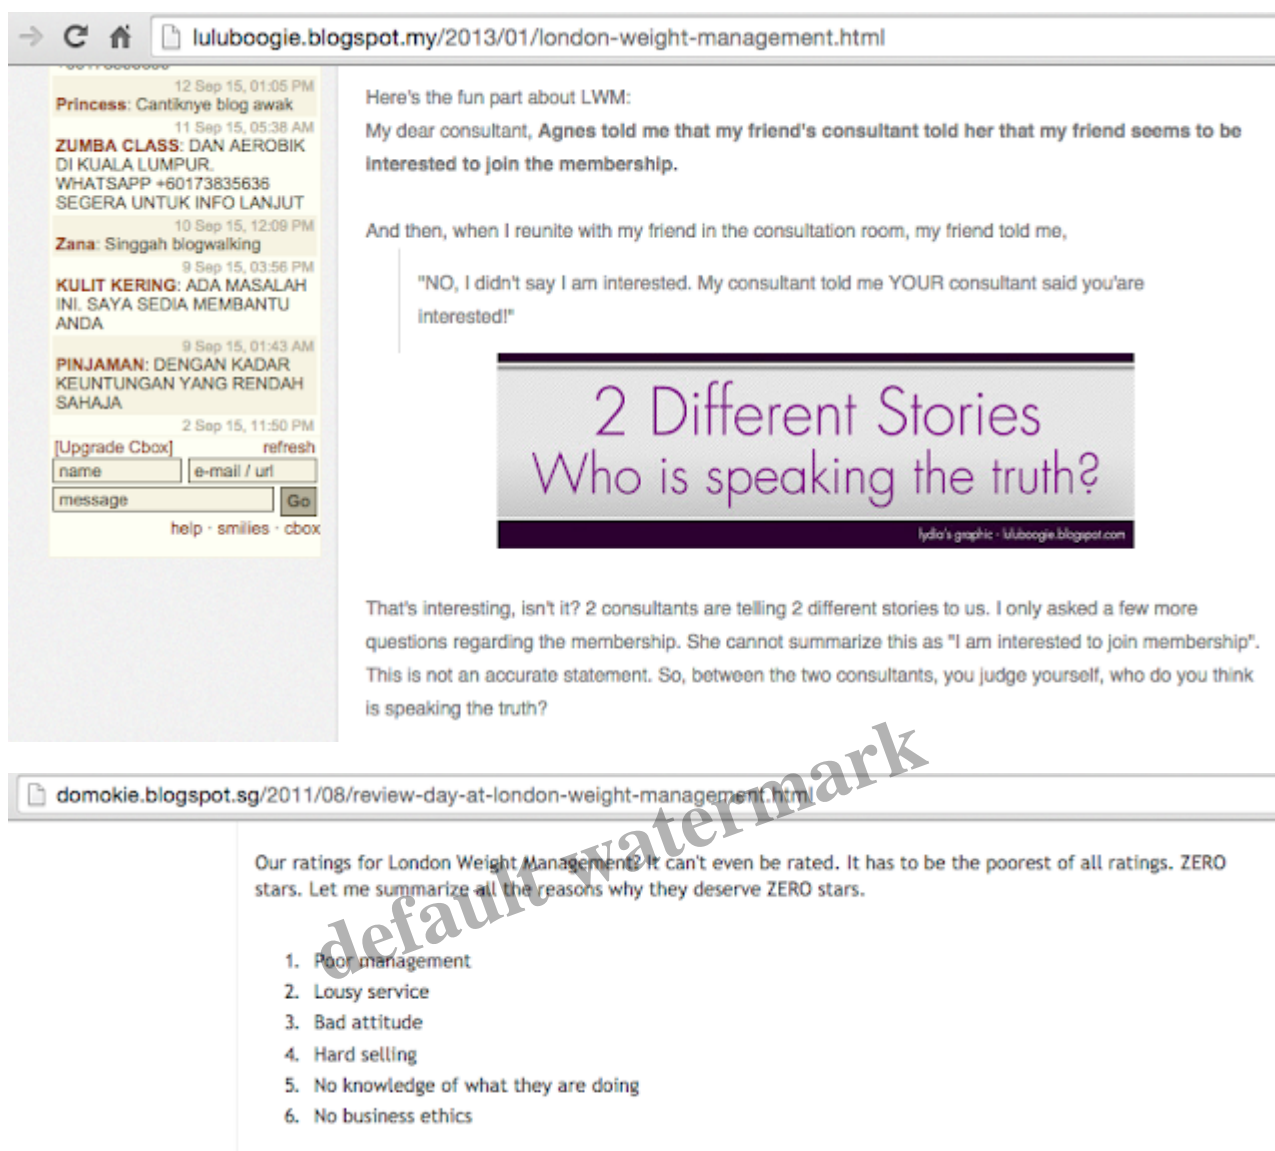 luluboogie.blogspot.my/2013/01/london-weight-management.html
12 Sep 15, 01:05 PM
Princess: Cantiknye blog awak
11 Sep 15, 05:38 AM
ZUMBA CLASS: DAN AEROBIK
DI KUALA LUMPUR.
WHATSAPP +60173835636
SEGERA UNTUK INFO LANJUT
10 Sep 15, 12:09 PM
Zana: Singgah blogwalking
9 Sep 15, 03:56 PM
KULIT KERING: ADA MASALAH
INI. SAYA SEDIA MEMBANTU
ANDA
9 Sep 15, 01:43 AM
PINJAMAN: DENGAN KADAR
KEUNTUNGAN YANG RENDAH
SAHAJA
2 Sep 15, 11:50 PM
[Upgrade Cbox] refresh
name e-mail / url
message Go
help · smilies · cbox
Here's the fun part about LWM:
My dear consultant, Agnes told me that my friend's consultant told her that my friend seems to be
interested to join the membership.
And then, when I reunite with my friend in the consultation room, my friend told me,
"NO, I didn't say I am interested. My consultant told me YOUR consultant said you'are
interested!"
2 Different Stories
Who is speaking the truth?
lydia's graphic - luluboogie.blogspot.com
That's interesting, isn't it? 2 consultants are telling 2 different stories to us. I only asked a few more
questions regarding the membership. She cannot summarize this as "I am interested to join membership".
This is not an accurate statement. So, between the two consultants, you judge yourself, who do you think
is speaking the truth?
domokie.blogspot.sg/2011/08/review-day-at-london-weight-management.html
Our ratings for London Weight Management? It can't even be rated. It has to be the poorest of all ratings. ZERO
stars. Let me summarize all the reasons why they deserve ZERO stars.
1. Poor management
2. Lousy service
3. Bad attitude
4. Hard selling
5. No knowledge of what they are doing
6. No business ethics
default watermark